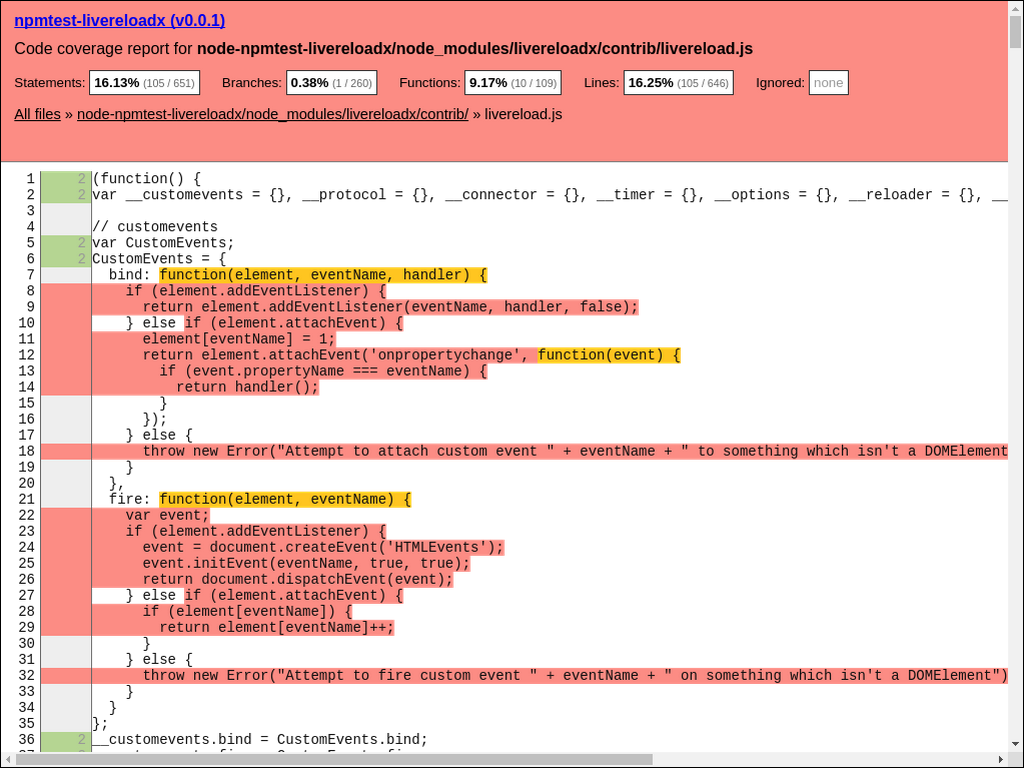 npmtest-livereloadx (v0.0.1)
Code coverage report for node-npmtest-livereloadx/node_modules/livereloadx/contrib/livereload.js
Statements: 16.13% (105 / 651) Branches: 0.38% (1 / 260) Functions: 9.17% (10 / 109) Lines: 16.25% (105 / 646) Ignored: none
All files » node-npmtest-livereloadx/node_modules/livereloadx/contrib/ » livereload.js
1 2 (function() {
2 2 var __customevents = {}, __protocol = {}, __connector = {}, __timer = {}, __options = {}, __reloader = {}, __
3
4 // customevents
5 2 var CustomEvents;
6 2 CustomEvents = {
7 bind: function(element, eventName, handler) {
8 if (element.addEventListener) {
9 return element.addEventListener(eventName, handler, false);
10 } else if (element.attachEvent) {
11 element[eventName] = 1;
12 return element.attachEvent('onpropertychange', function(event) {
13 if (event.propertyName === eventName) {
14 return handler();
15 }
16 });
17 } else {
18 throw new Error("Attempt to attach custom event " + eventName + " to something which isn't a DOMElement
19 }
20 },
21 fire: function(element, eventName) {
22 var event;
23 if (element.addEventListener) {
24 event = document.createEvent('HTMLEvents');
25 event.initEvent(eventName, true, true);
26 return document.dispatchEvent(event);
27 } else if (element.attachEvent) {
28 if (element[eventName]) {
29 return element[eventName]++;
30 }
31 } else {
32 throw new Error("Attempt to fire custom event " + eventName + " on something which isn't a DOMElement")
33 }
34 }
35 };
36 2 __customevents.bind = CustomEvents.bind;